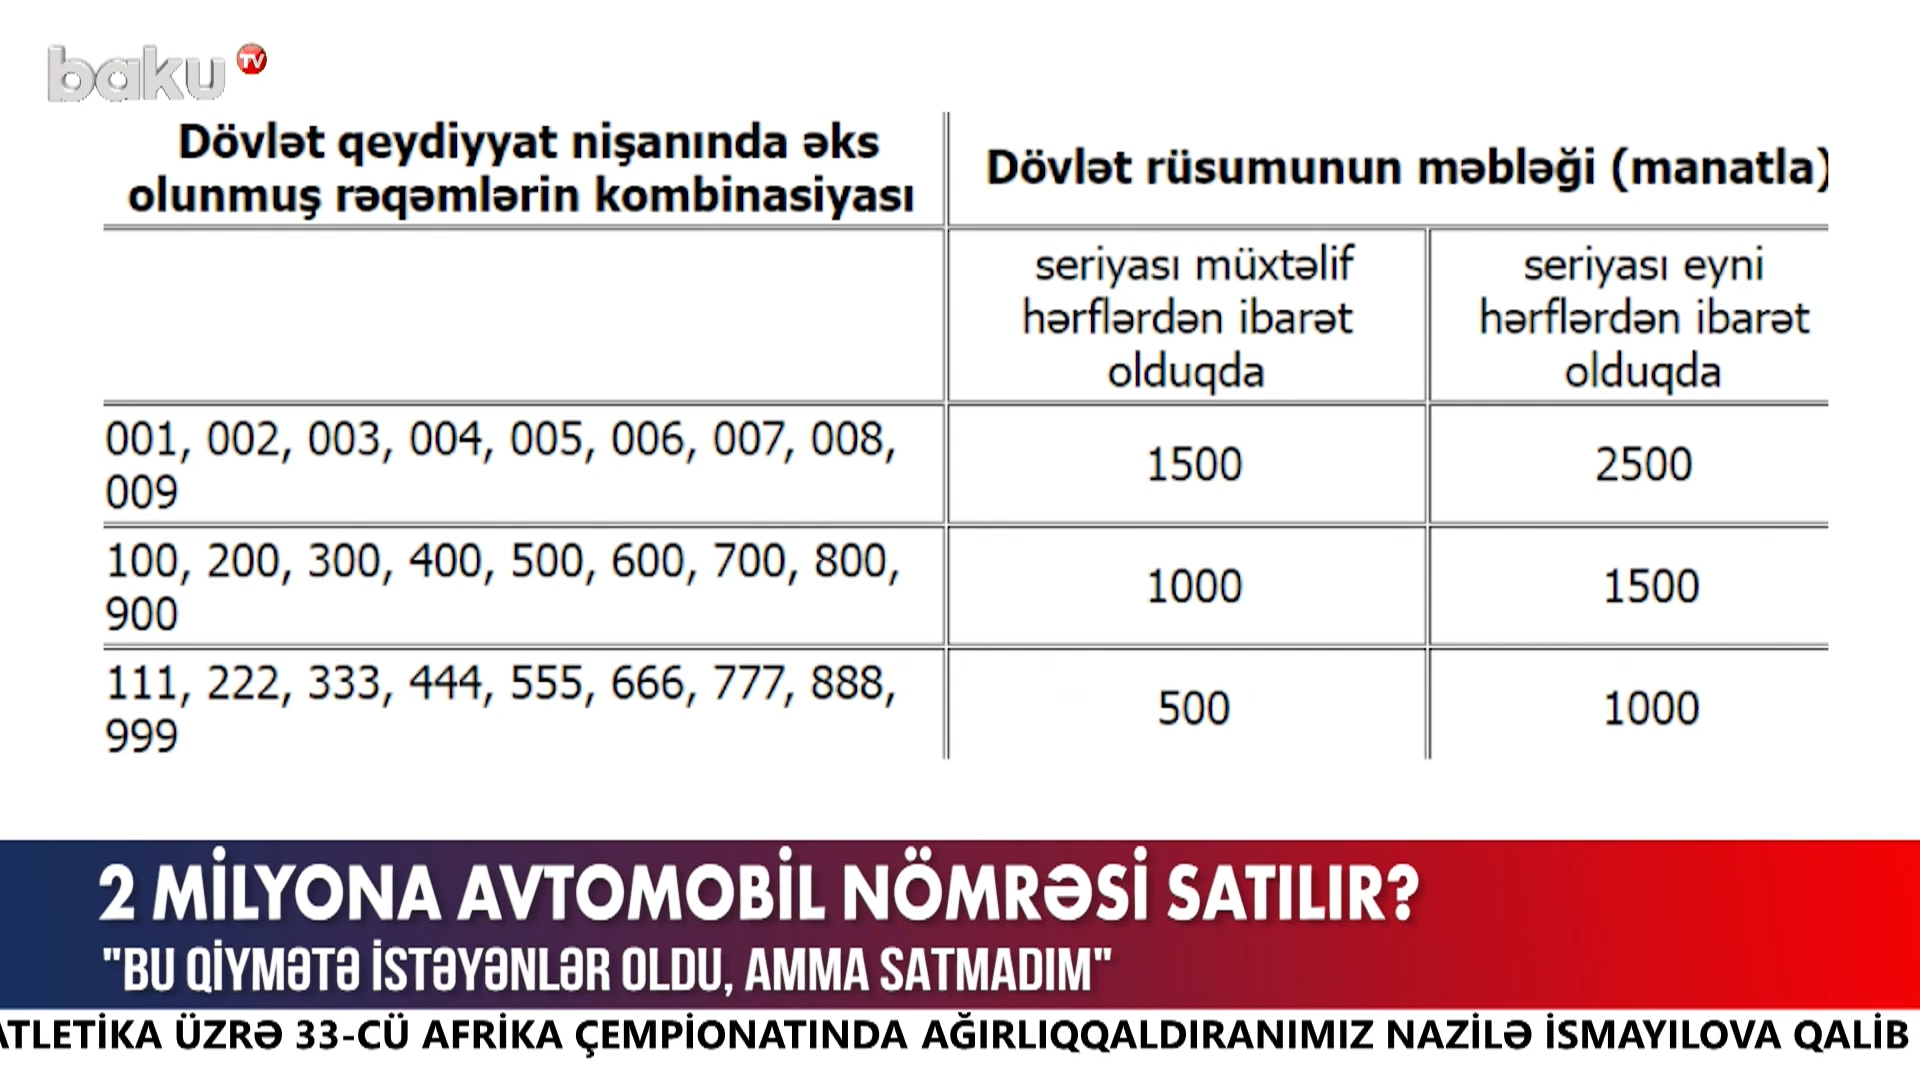 baku TV
Dövlət qeydiyyat nişanında əks
olunmuş rəqəmlərin kombinasiyası
Dövlət rüsumunun məbləği (manatla)
seriyası müxtəlif
hərflərdən ibarət
olduqda
seriyası eyni
hərflərdən ibarət
olduqda
001, 002, 003, 004, 005, 006, 007, 008,
009
1500
2500
100, 200, 300, 400, 500, 600, 700, 800,
900
1000
1500
111, 222, 333, 444, 555, 666, 777, 888,
999
500
1000
2 MİLYONA AVTOMOBİL NÖMRƏSİ SATILIR?
"BU QİYMƏTƏ İSTƏYƏNLƏR OLDU, AMMA SATMADIM"
ATLETİKA ÜZRƏ 33-CÜ AFRİKA ÇEMPİONATINDA AĞIRLIQQALDIRANIMIZ NAZİLƏ İSMAYILOVA QALİB